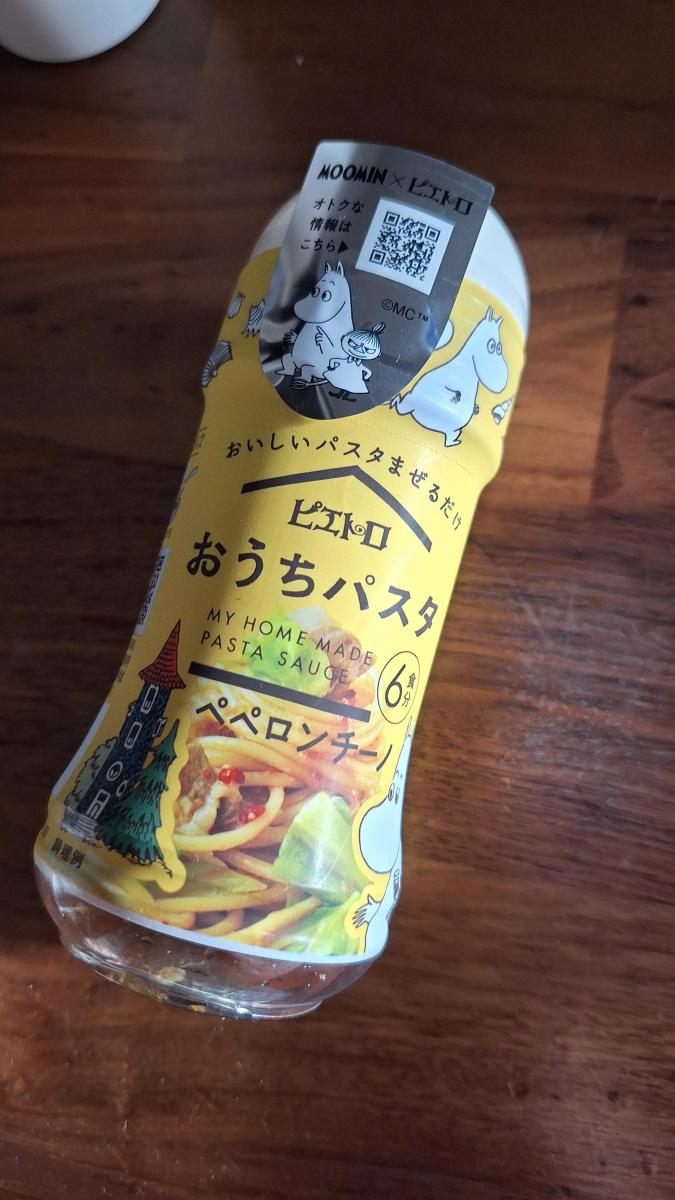 MOOMIN×ピエトロ
オトクな
情報は
こちら▶
©MC™
おいしいパスタまぜるだけ
ピエトロ
おうちパスタ
MY HOME MADE
PASTA SAUCE
6食分
ペペロンチーノ
調理例